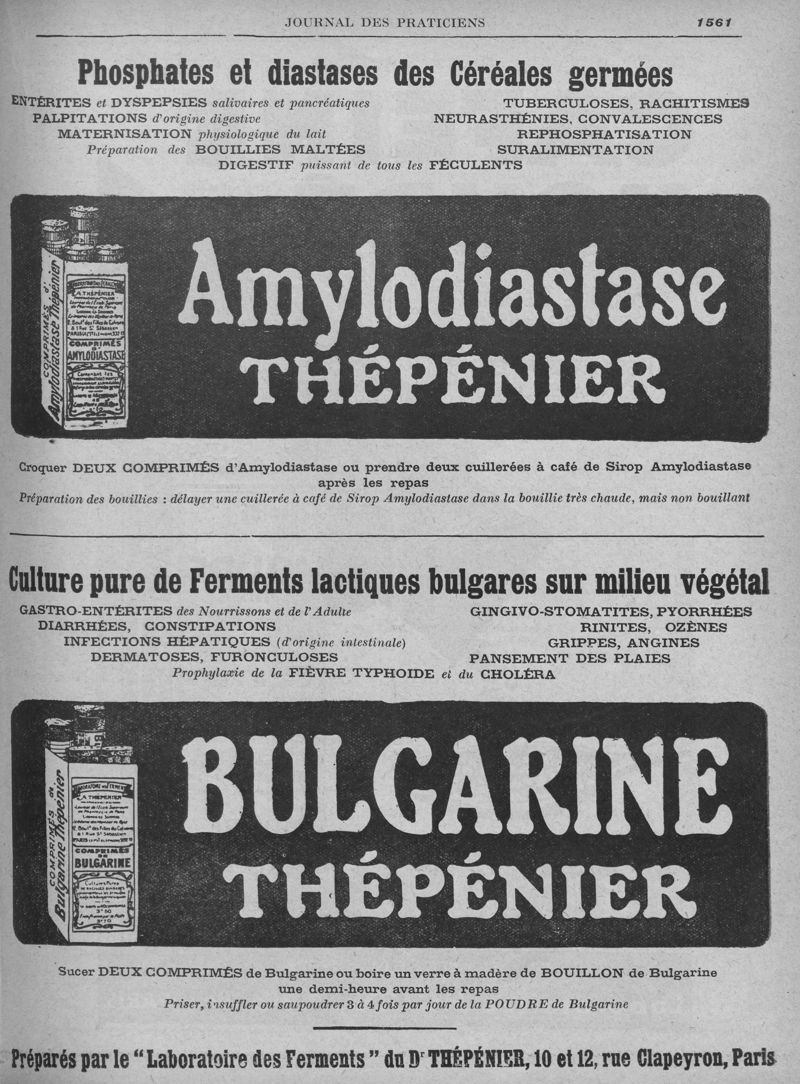 JOURNAL DES PRATICIENS 1561
Phosphates et diastases des Céréales germées
ENTÉRITES et DYSPEPSIES salivaires et pancréatiques
PALPITATIONS d'origine digestive
MATERNISATION physiologique du lait
Préparation des BOUILLIES MALTÉES
TUBERCULOSES, RACHITISMES
NEURASTHÉNIES, CONVALESCENCES
REPHOSPHATISATION
SURALIMENTATION
DIGESTIF puissant de tous les FÉCULENTS
COMPRIMÉS d'
Amylodiastase Thépénier
A. THÉPÉNIER
COMPRIMÉS
AMYLODIASTASE
Amylodiastase
THÉPÉNIER
Croquer DEUX COMPRIMÉS d'Amylodiastase ou prendre deux cuillerées à café de Sirop Amylodiastase
après les repas
Préparation des bouillies : délayer une cuillerée à café de Sirop Amylodiastase dans la bouillie très chaude, mais non bouillant
Culture pure de Ferments lactiques bulgares sur milieu végétal
GASTRO-ENTÉRITES des Nourrissons et de l'Adulte
DIARRHÉES, CONSTIPATIONS
INFECTIONS HÉPATIQUES (d'origine intestinale)
DERMATOSES, FURONCULOSES
GINGIVO-STOMATITES, PYORRHÉES
RINITES, OZÈNES
GRIPPES, ANGINES
PANSEMENT DES PLAIES
Prophylaxie de la FIÈVRE TYPHOIDE et du CHOLÉRA
COMPRIMÉS de
Bulgarine Thépénier
A. THÉPÉNIER
COMPRIMÉS
DE
BULGARINE
BULGARINE
THÉPÉNIER
Sucer DEUX COMPRIMÉS de Bulgarine ou boire un verre à madère de BOUILLON de Bulgarine
une demi-heure avant les repas
Priser, insuffler ou saupoudrer 3 à 4 fois par jour de la POUDRE de Bulgarine
Préparés par le "Laboratoire des Ferments" du Dr THÉPÉNIER, 10 et 12, rue Clapeyron, Paris